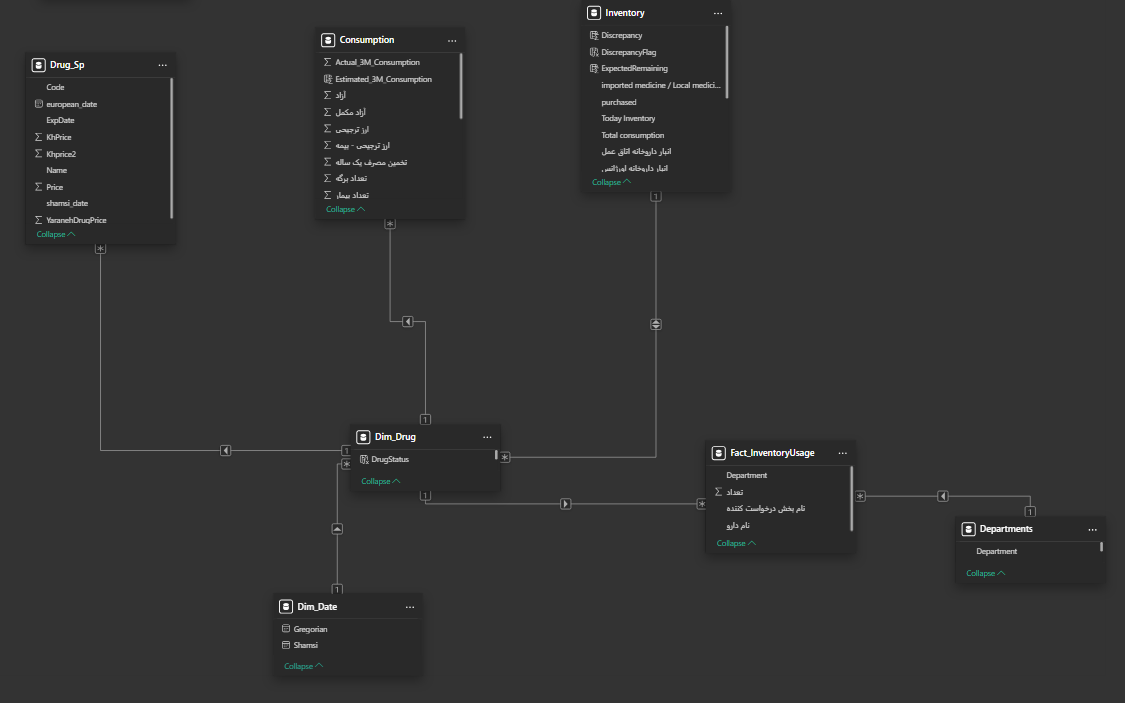 Drug_Sp
Code
european_date
ExpDate
KhPrice
Khprice2
Name
Price
shamsi_date
YaranehDrugPrice
Collapse
Consumption
Actual_3M_Consumption
Estimated_3M_Consumption
آزاد
آزاد مکمل
ارز ترجیحی
ارز ترجیحی - بیمه
تخمین مصرف یک ساله
تعداد برگه
تعداد بیمار
Collapse
Inventory
Discrepancy
DiscrepancyFlag
ExpectedRemaining
imported medicine / Local medici...
purchased
Today Inventory
Total consumption
انبار داروخانه اتاق عمل
انبار داروخانه اورژانس
Collapse
Dim_Drug
DrugStatus
Collapse
Fact_InventoryUsage
Department
تعداد
نام بخش درخواست کننده
نام دارو
Collapse
Departments
Department
Collapse
Dim_Date
Gregorian
Shamsi
Collapse
1
1
1
1
1
1